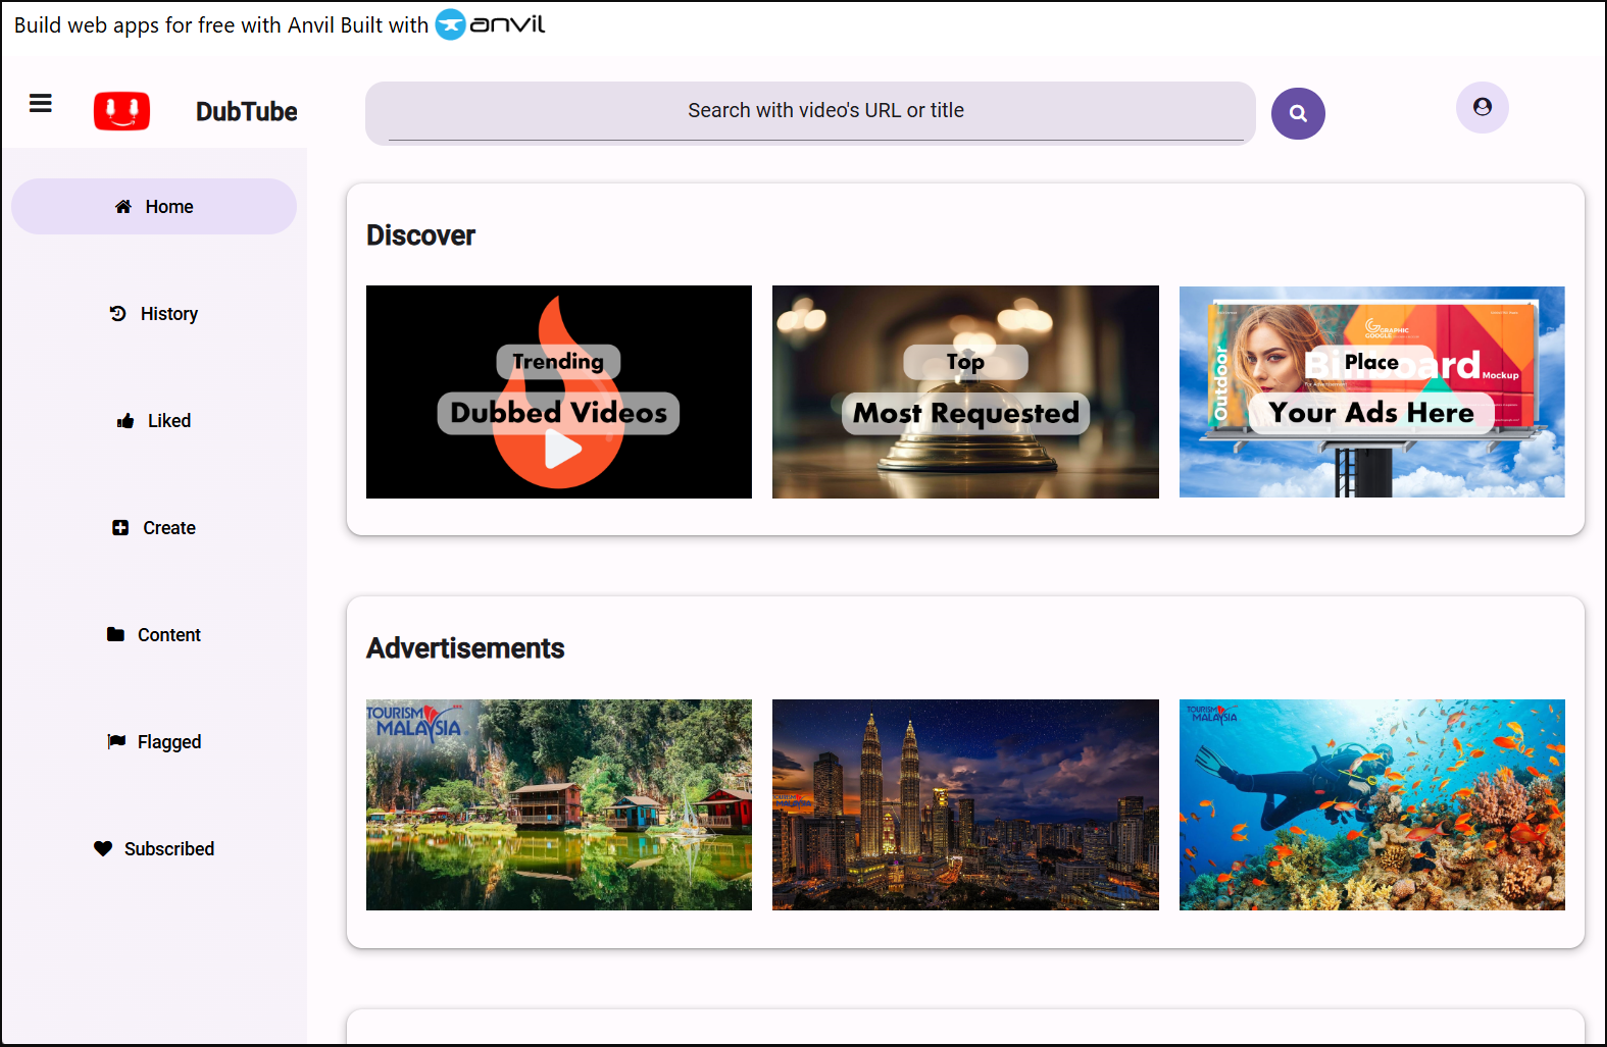 Build web apps for free with Anvil Built with anvil
DubTube
Search with video's URL or title
Home
History
Liked
Create
Content
Flagged
Subscribed
Discover
Trending
Dubbed Videos
Top
Most Requested
Outdoor
GRAPHIC
GOOGLE
Place
Mockup
Your Ads Here
Advertisements
TOURISM
MALAYSIA
TOURISM
MALAYSIA